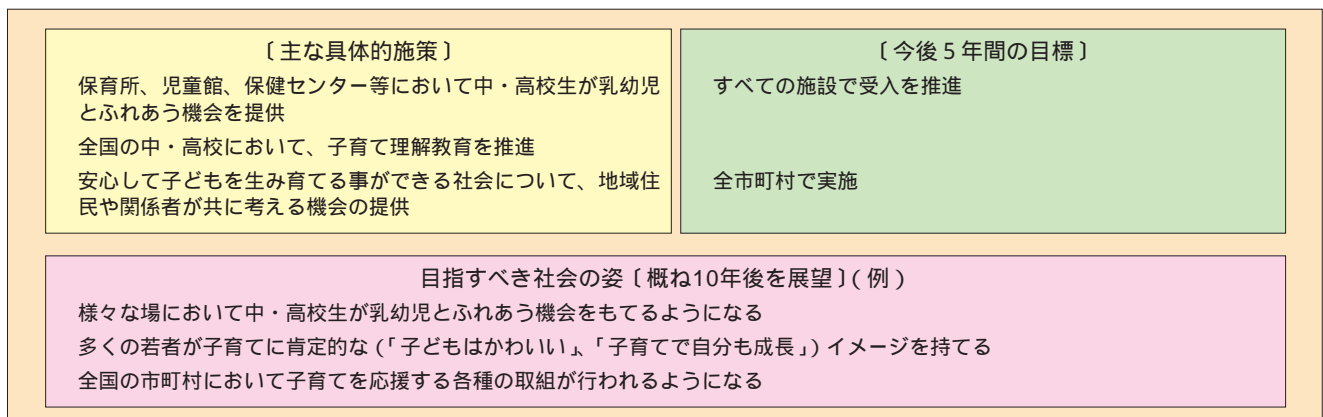 〔主な具体的施策〕
保育所、児童館、保健センター等において中・高校生が乳幼児
とふれあう機会を提供
全国の中・高校において、子育て理解教育を推進
安心して子どもを生み育てる事ができる社会について、地域住
民や関係者が共に考える機会の提供
〔今後5年間の目標〕
すべての施設で受入を推進
全市町村で実施
目指すべき社会の姿〔概ね10年後を展望〕(例)
様々な場において中・高校生が乳幼児とふれあう機会をもてるようになる
多くの若者が子育てに肯定的な(「子どもはかわいい」、「子育てで自分も成長」)イメージを持てる
全国の市町村において子育てを応援する各種の取組が行われるようになる